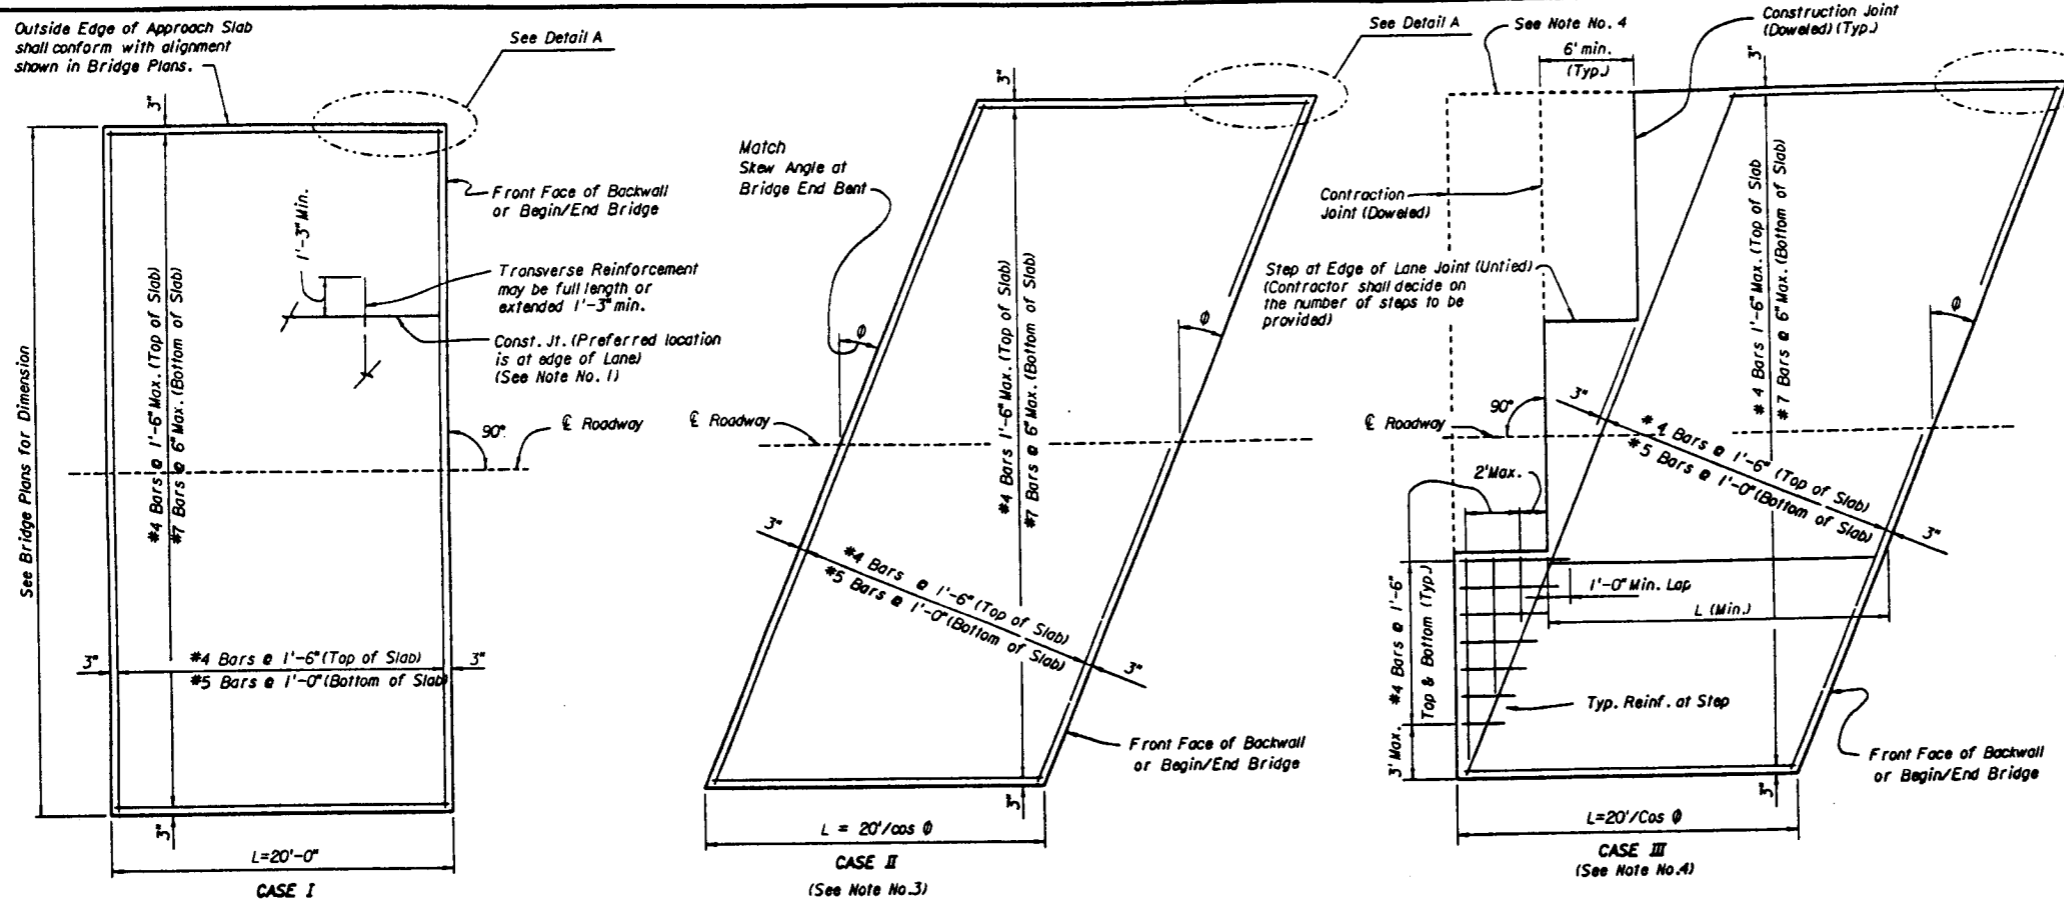 Outside Edge of Approach Slab
shall conform with alignment
shown in Bridge Plans.
See Detail A
3"
See Bridge Plans for Dimension
#4 Bars @ 1'-6" Max. (Top of Slab)
#7 Bars @ 6" Max. (Bottom of Slab)
1'-3" Min.
Front Face of Backwall
or Begin/End Bridge
Transverse Reinforcement
may be full length or
extended 1'-3" min.
Const. Jt. (Preferred location
is at edge of Lane)
(See Note No. 1)
90°
℄ Roadway
3"
#4 Bars @ 1'-6" (Top of Slab)
#5 Bars @ 1'-0" (Bottom of Slab)
3"
3"
L=20'-0"
CASE I
See Detail A
3"
Match
Skew Angle at
Bridge End Bent
ϕ
ϕ
#4 Bars 1'-6" Max. (Top of Slab)
#7 Bars @ 6" Max. (Bottom of Slab)
℄ Roadway
3"
#4 Bars @ 1'-6" (Top of Slab)
#5 Bars @ 1'-0" (Bottom of Slab)
3"
Front Face of Backwall
or Begin/End Bridge
3"
L = 20'/cos ϕ
CASE II
(See Note No.3)
See Note No. 4
6' min.
(Typ.)
Construction Joint
(Doweled) (Typ.)
3"
Contraction
Joint (Doweled)
Step at Edge of Lane Joint (Untied)
(Contractor shall decide on
the number of steps to be
provided)
#4 Bars 1'-6" Max. (Top of Slab
#7 Bars @ 6" Max. (Bottom of Slab)
ϕ
90°
℄ Roadway
3"
#4 Bars @ 1'-6" (Top of Slab)
#5 Bars @ 1'-0" (Bottom of Slab)
3"
2' Max.
#4 Bars @ 1'-6"
Top & Bottom (Typ.)
3' Max.
1'-0" Min. Lap
L (Min.)
Typ. Reinf. at Step
Front Face of Backwall
or Begin/End Bridge
3"
L=20'/Cos ϕ
CASE III
(See Note No.4)